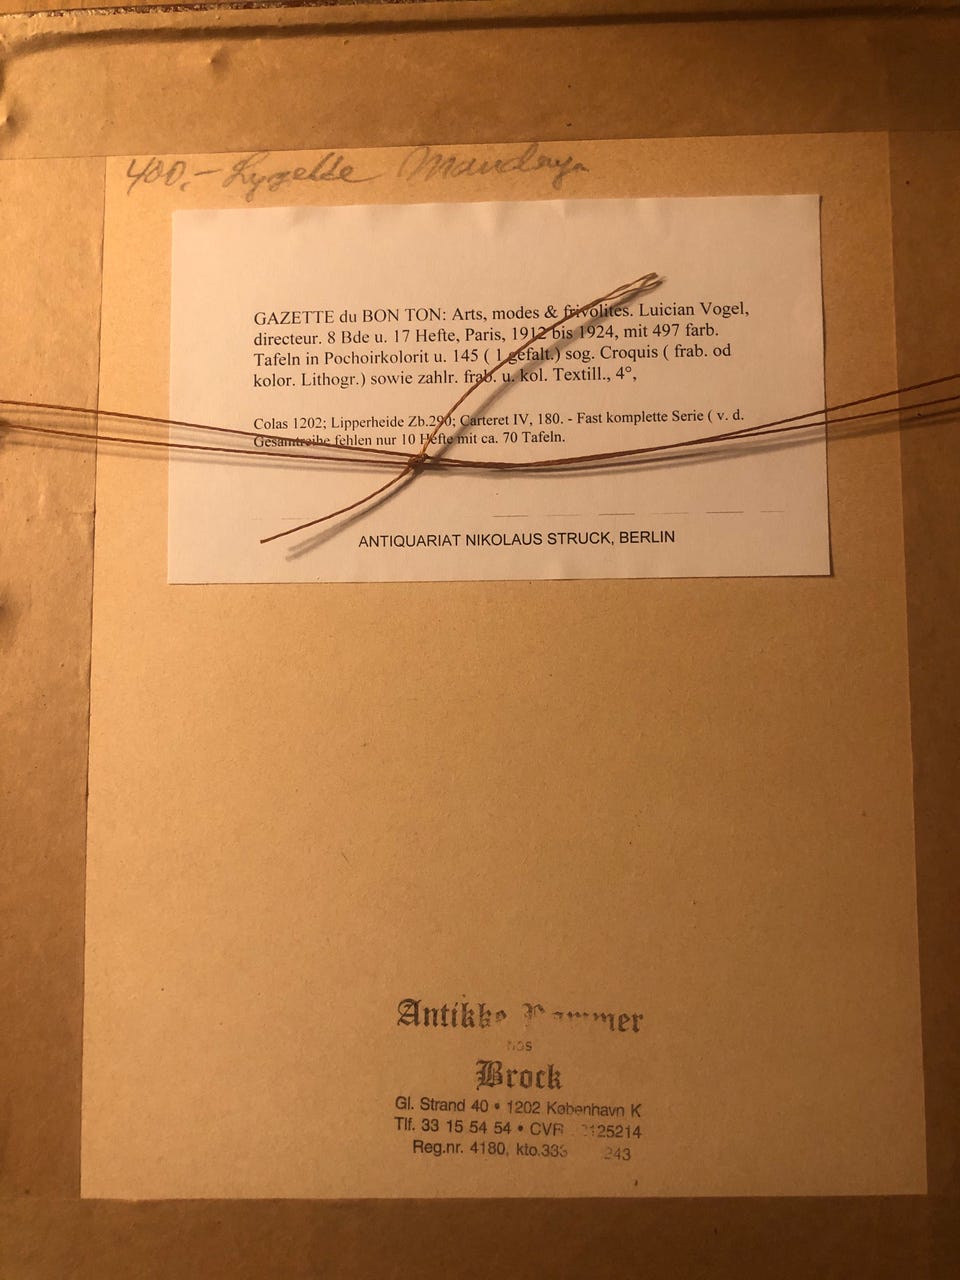 400,-
GAZETTE du BON TON: Arts, modes & frivolites. Luician Vogel,
directeur. 8 Bde u. 17 Hefte, Paris, 1912 bis 1924, mit 497 farb.
Tafeln in Pochoirkolorit u. 145 ( 1 gefalt.) sog. Croquis ( frab. od
kolor. Lithogr.) sowie zahlr. frab. u. kol. Textill., 4°,
Colas 1202; Lipperheide Zb.290; Carteret IV, 180. - Fast komplette Serie ( v. d.
Gesamtreihe fehlen nur 10 Hefte mit ca. 70 Tafeln.
ANTIQUARIAT NIKOLAUS STRUCK, BERLIN
Antikke
hos
Brock
Gl. Strand 40 • 1202 København K
Tlf. 33 15 54 54 • CVR
Reg.nr. 4180, kto.